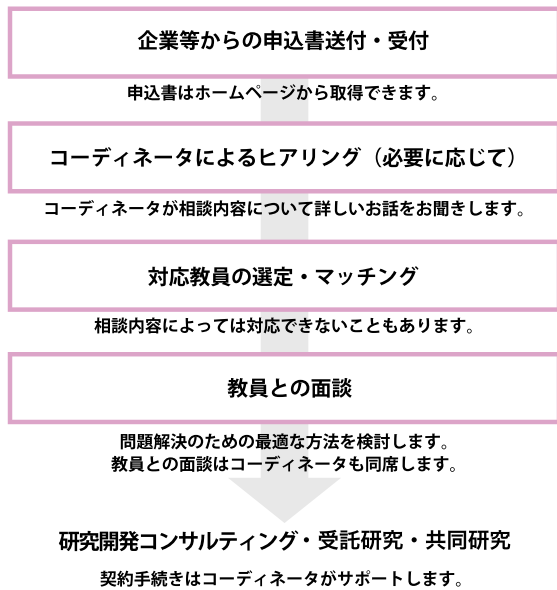 企業等からの申込書送付・受付
申込書はホームページから取得できます。
コーディネータによるヒアリング（必要に応じて）
コーディネータが相談内容について詳しいお話をお聞きします。
対応教員の選定・マッチング
相談内容によっては対応できないこともあります。
教員との面談
問題解決のための最適な方法を検討します。
教員との面談はコーディネータも同席します。
研究開発コンサルティング・受託研究・共同研究
契約手続きはコーディネータがサポートします。